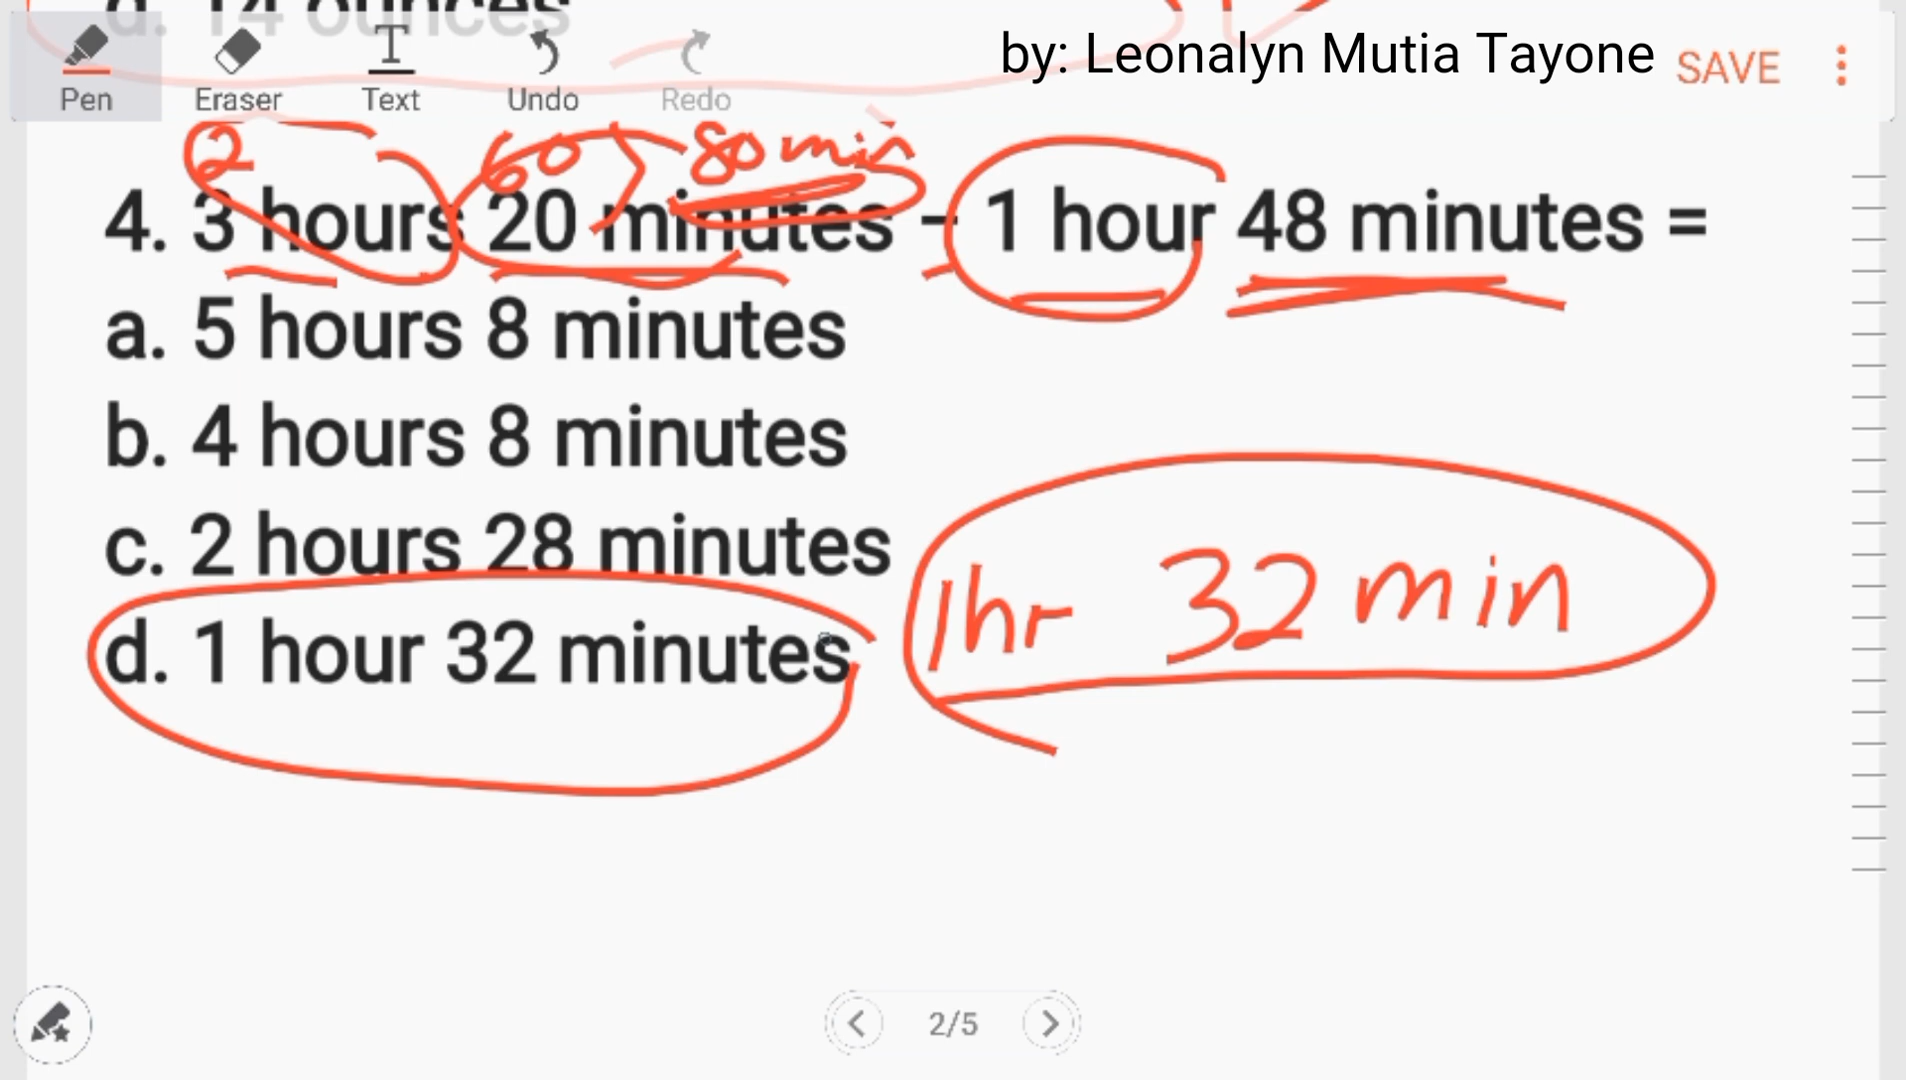 d. 14 ounces
by: Leonalyn Mutia Tayone
SAVE
Pen
Eraser
Text
Undo
Redo
2
60
80 min
4. 3 hours 20 minutes - 1 hour 48 minutes =
a. 5 hours 8 minutes
b. 4 hours 8 minutes
c. 2 hours 28 minutes
1hr 32 min
d. 1 hour 32 minutes
2/5